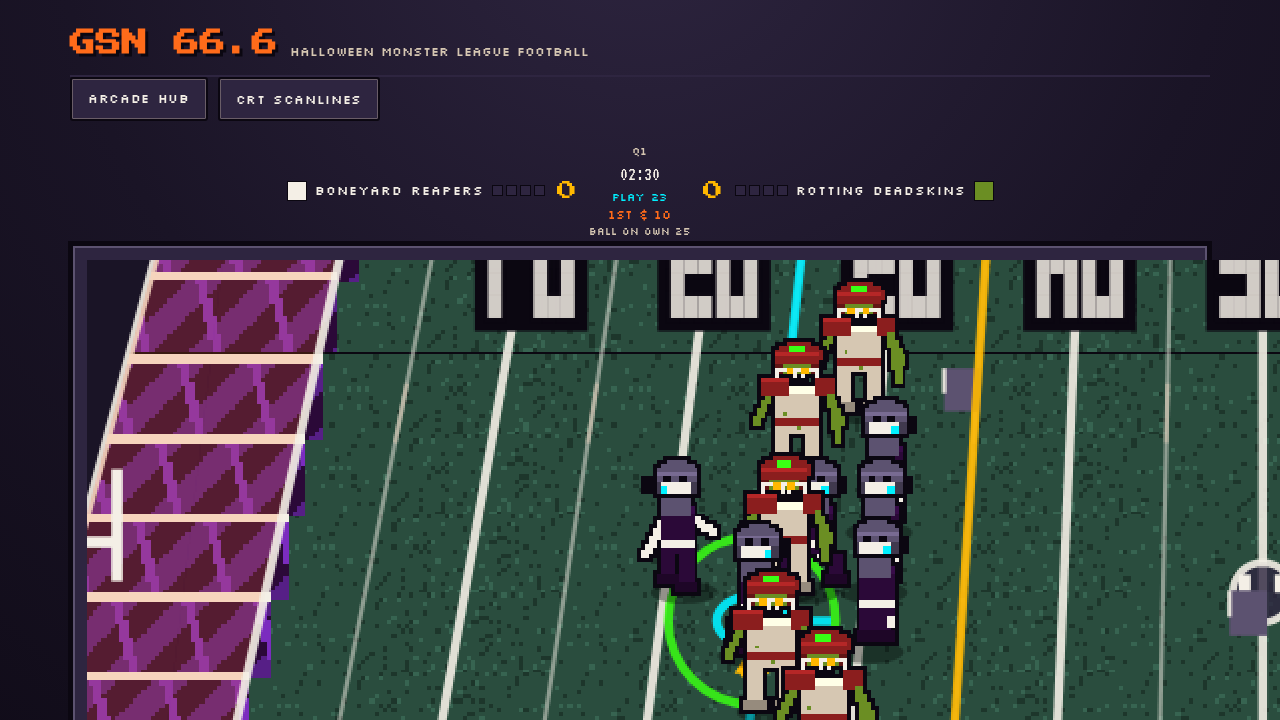 GSN 66.6
HALLOWEEN MONSTER LEAGUE FOOTBALL
ARCADE HUB
CRT SCANLINES
Q1
02:30
BONEYARD REAPERS 0
0 ROTTING DEADSKINS
PLAY 23
1ST & 10
BALL ON OWN 25